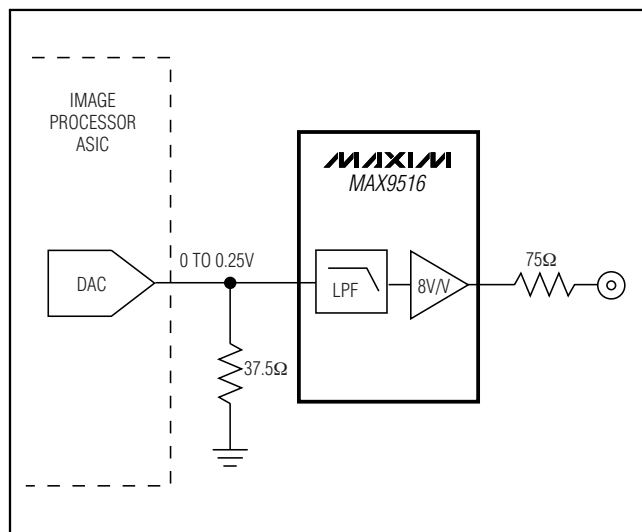 IMAGE
PROCESSOR
ASIC
MAXIM
MAX9516
DAC
0 TO 0.25V
LPF
8V/V
75Ω
37.5Ω